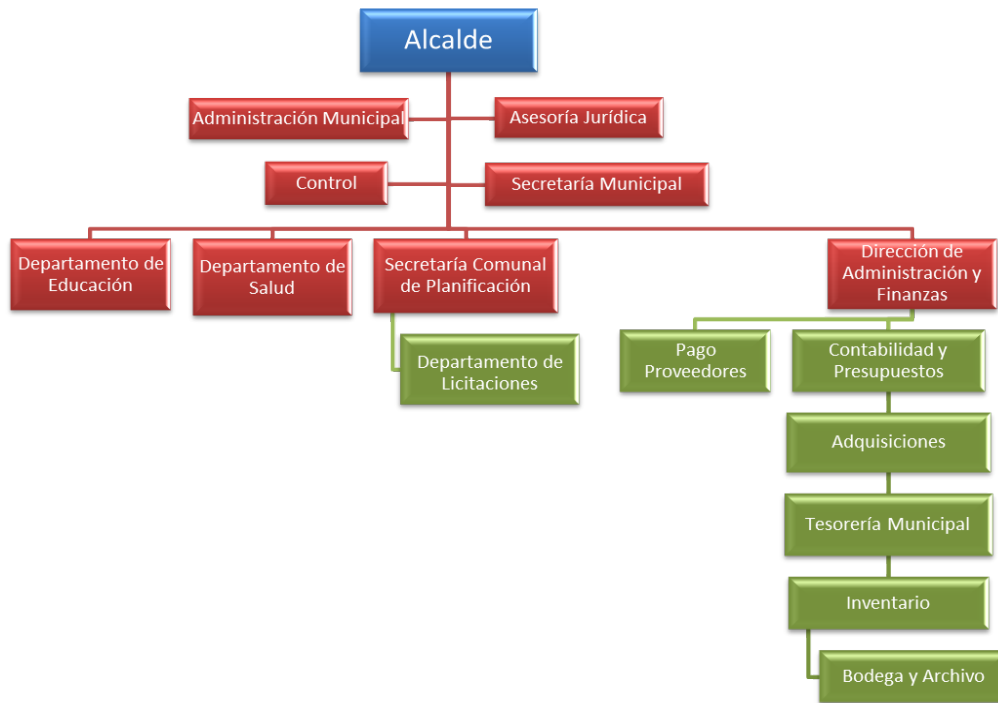 Alcalde
Administración Municipal
Asesoría Jurídica
Control
Secretaría Municipal
Departamento de
Educación
Departamento de
Salud
Secretaría Comunal
de Planificación
Dirección de
Administración y
Finanzas
Departamento de
Licitaciones
Pago
Proveedores
Contabilidad y
Presupuestos
Adquisiciones
Tesorería Municipal
Inventario
Bodega y Archivo